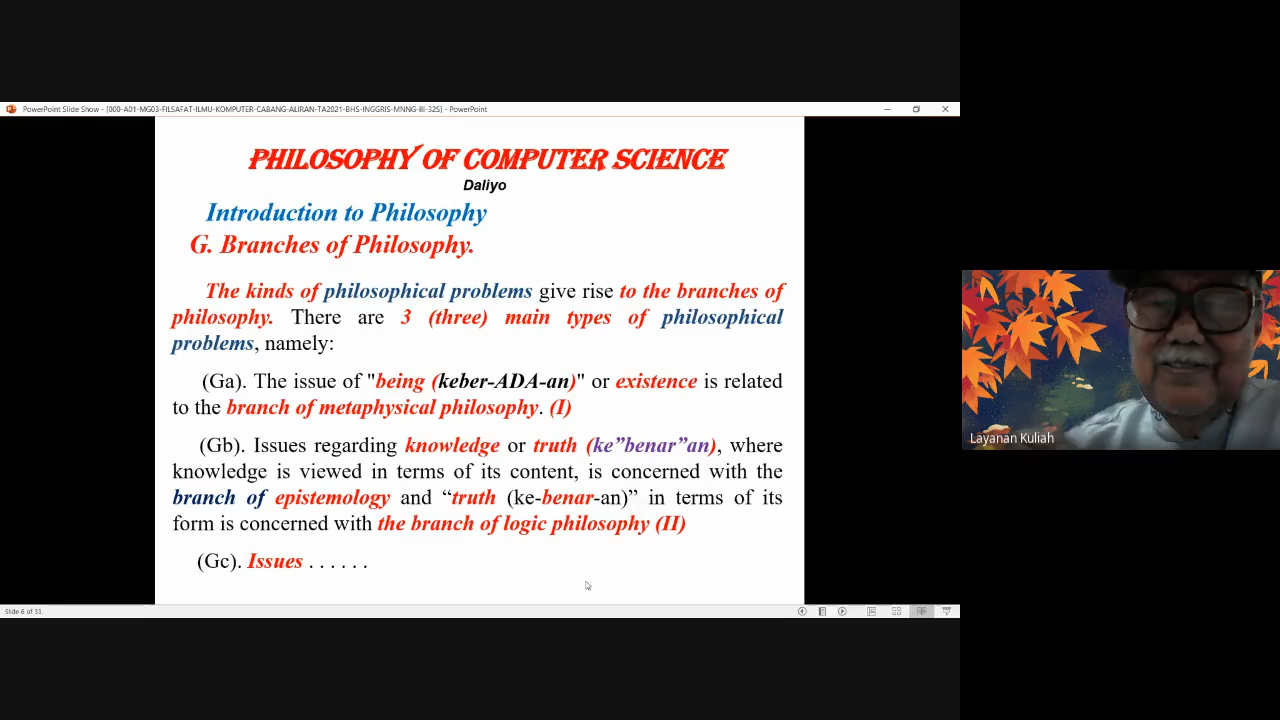 PowerPoint Slide Show - [000-A01-MG03-FILSAFAT-ILMU-KOMPUTER-CABANG-ALIRAN-TA2021-BHS-INGGRIS-MNNG-III-32S] - PowerPoint
PHILOSOPHY OF COMPUTER SCIENCE
Daliyo
Introduction to Philosophy
G. Branches of Philosophy.
The kinds of philosophical problems give rise to the branches of
philosophy. There are 3 (three) main types of philosophical
problems, namely:
(Ga). The issue of "being (keber-ADA-an)" or existence is related
to the branch of metaphysical philosophy. (I)
(Gb). Issues regarding knowledge or truth (ke”benar”an), where
knowledge is viewed in terms of its content, is concerned with the
branch of epistemology and “truth (ke-benar-an)” in terms of its
form is concerned with the branch of logic philosophy (II)
(Gc). Issues . . . . . .
Slide 6 of 33
Layanan Kuliah